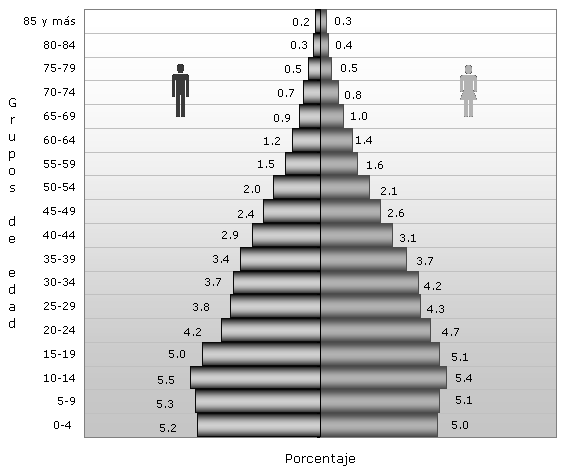 85 y más 0.2 0.3
80-84 0.3 0.4
75-79 0.5 0.5
70-74 0.7 0.8
65-69 0.9 1.0
60-64 1.2 1.4
55-59 1.5 1.6
50-54 2.0 2.1
45-49 2.4 2.6
40-44 2.9 3.1
35-39 3.4 3.7
30-34 3.7 4.2
25-29 3.8 4.3
20-24 4.2 4.7
15-19 5.0 5.1
10-14 5.5 5.4
5-9 5.3 5.1
0-4 5.2 5.0
Grupos de edad
Porcentaje